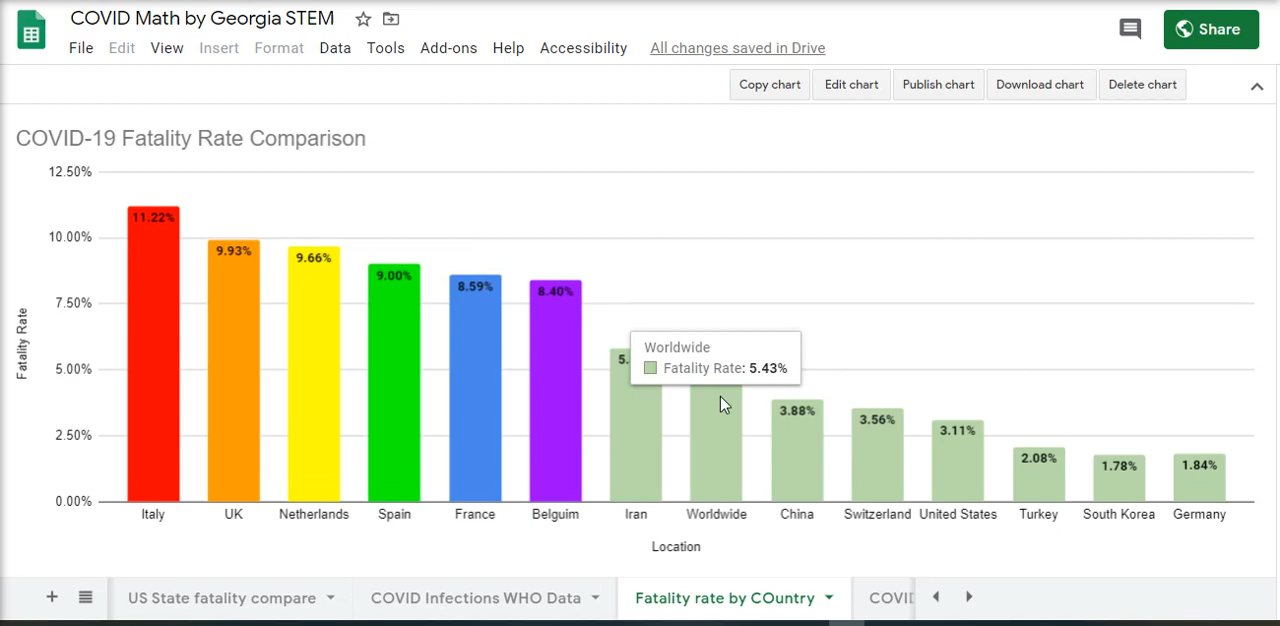 COVID Math by Georgia STEM
File Edit View Insert Format Data Tools Add-ons Help Accessibility All changes saved in Drive
Share
Copy chart Edit chart Publish chart Download chart Delete chart
COVID-19 Fatality Rate Comparison
12.50%
10.00%
7.50%
5.00%
2.50%
0.00%
Fatality Rate
11.22%
9.93%
9.66%
9.00%
8.59%
8.40%
5.
Worldwide
Fatality Rate: 5.43%
3.88%
3.56%
3.11%
2.08%
1.78%
1.84%
Italy UK Netherlands Spain France Belguim Iran Worldwide China Switzerland United States Turkey South Korea Germany
Location
US State fatality compare COVID Infections WHO Data Fatality rate by COuntry